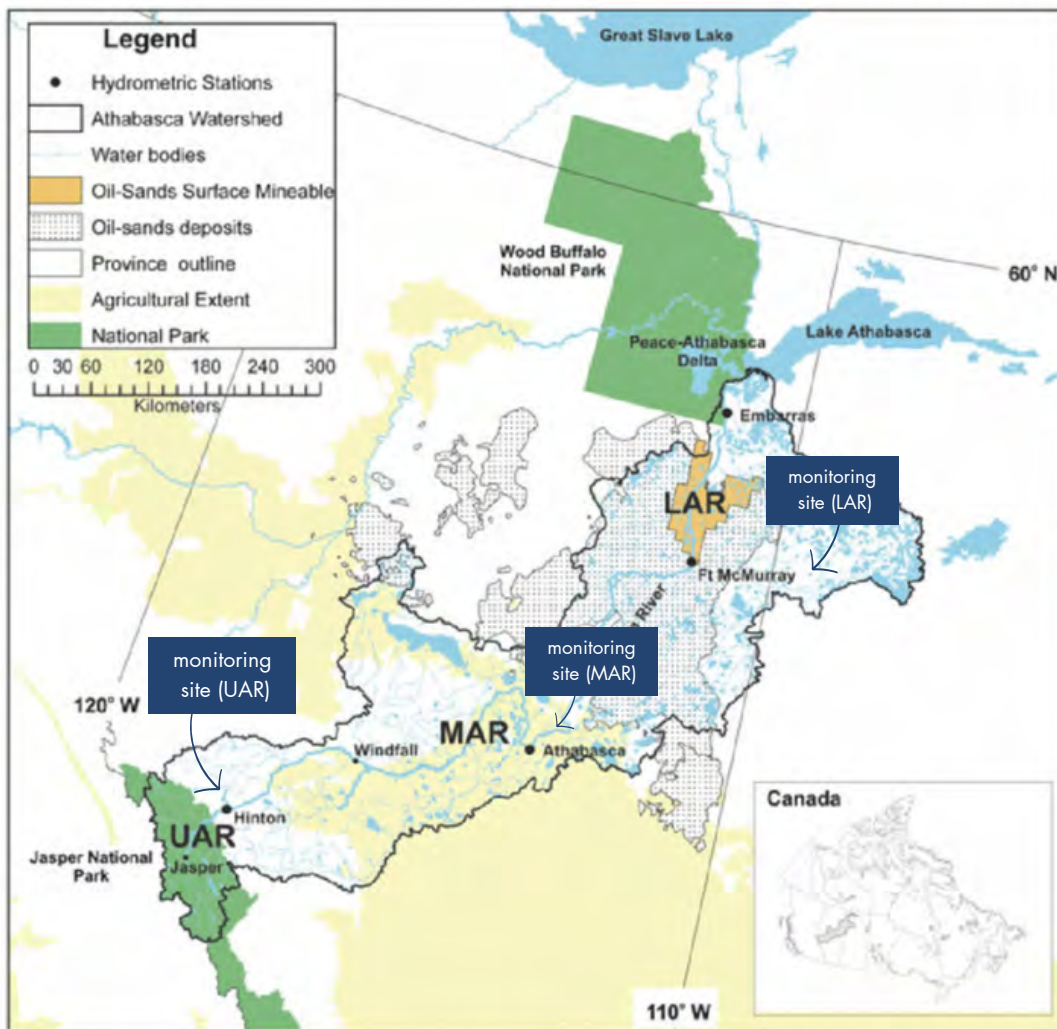 Legend
Hydrometric Stations
Athabasca Watershed
Water bodies
Oil-Sands Surface Mineable
Oil-sands deposits
Province outline
Agricultural Extent
National Park
0 30 60 120 180 240 300
Kilometers
Great Slave Lake
Wood Buffalo
National Park
60° N
Peace-Athabasca
Delta
Lake Athabasca
Embarras
monitoring
site (LAR)
LAR
Ft McMurray
River
monitoring
site (UAR)
monitoring
site (MAR)
120° W
MAR
Windfall
Athabasca
Hinton
UAR
Jasper National
Park
Jasper
Canada
110° W